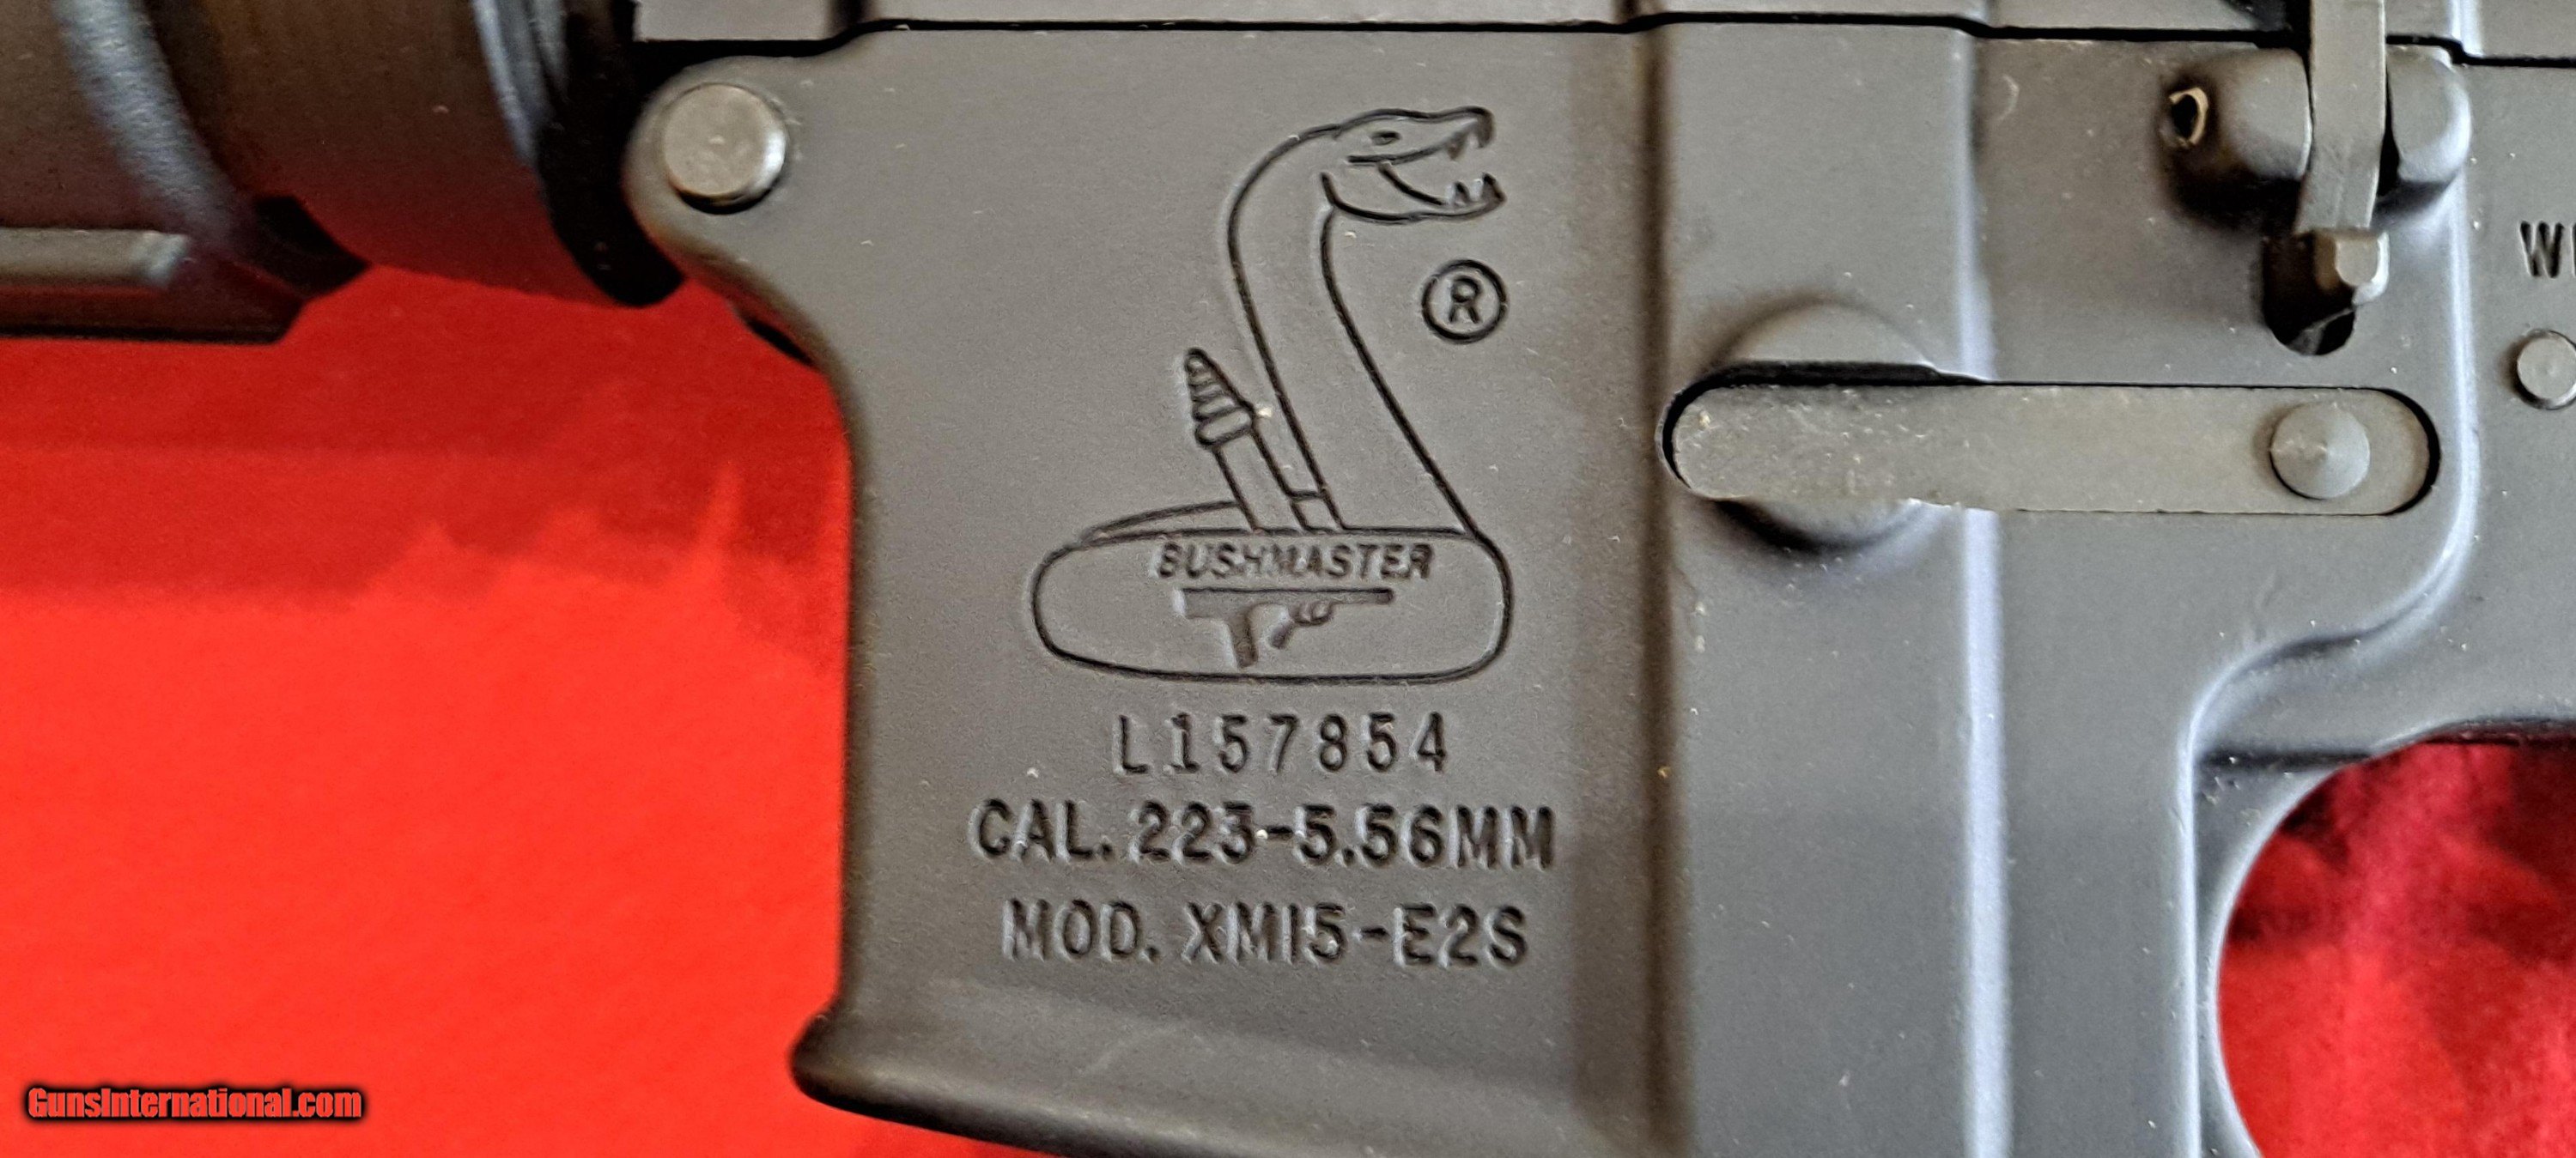 ®
BUSHMASTER
L157854
CAL. 223-5.56MM
MOD. XM15-E2S
GunsInternational.com